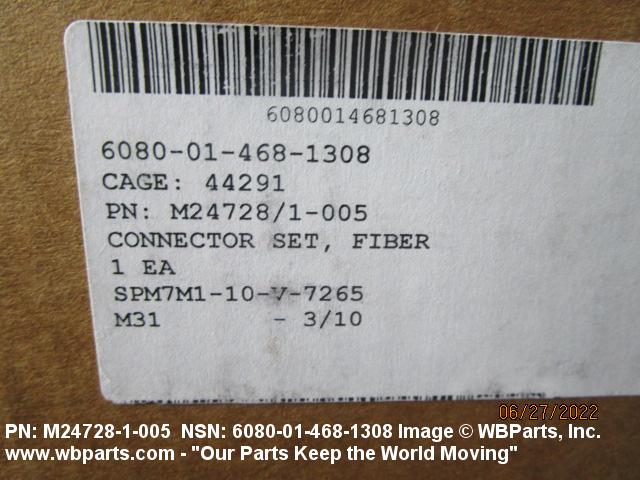 6080014681308
6080-01-468-1308
CAGE: 44291
PN: M24728/1-005
CONNECTOR SET, FIBER
1 EA
SPM7M1-10-V-7265
M31 - 3/10
06/27/2022
PN: M24728-1-005 NSN: 6080-01-468-1308 Image © WBParts, Inc.
www.wbparts.com - "Our Parts Keep the World Moving"